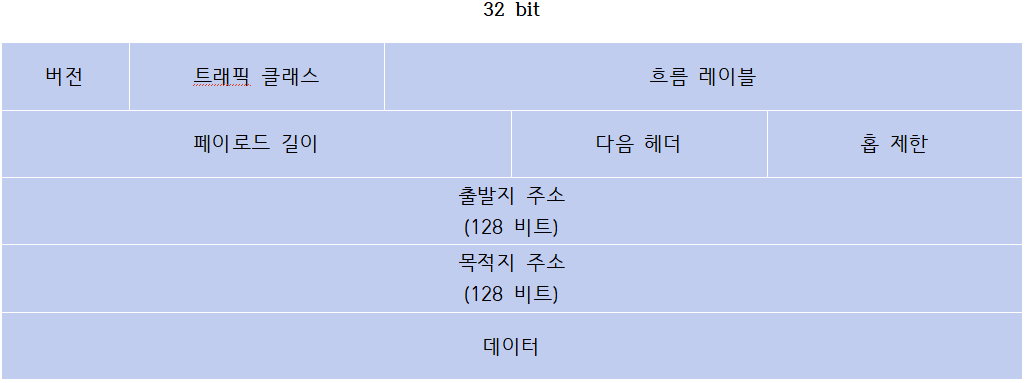 32 bit
버전 트래픽 클래스 흐름 레이블
페이로드 길이 다음 헤더 홉 제한
출발지 주소
(128 비트)
목적지 주소
(128 비트)
데이터